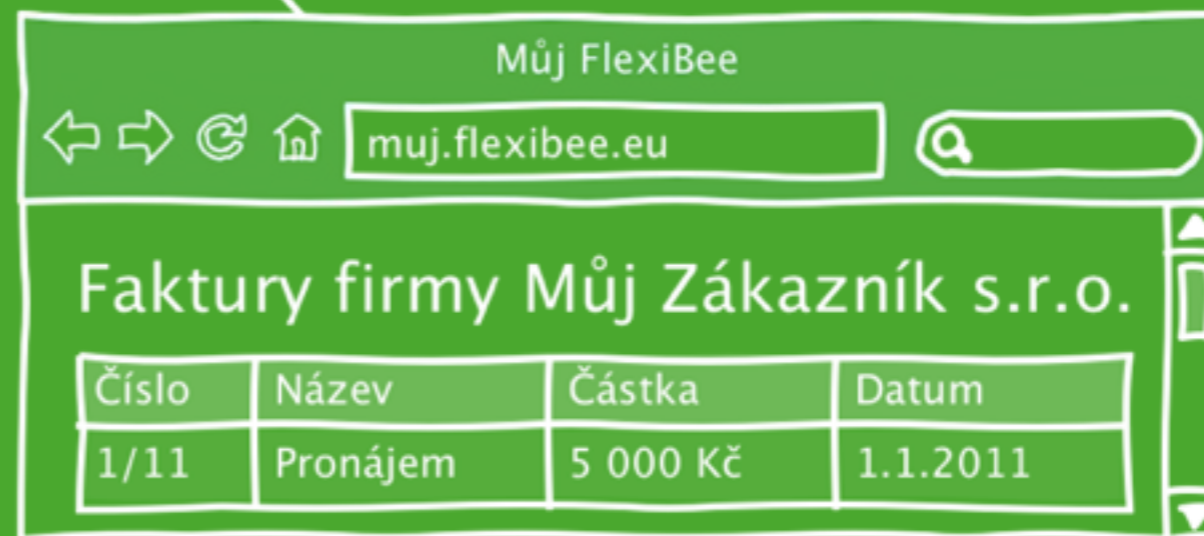 Můj FlexiBee
muj.flexibee.eu
Faktury firmy Můj Zákazník s.r.o.
Číslo Název Částka Datum
1/11 Pronájem 5 000 Kč 1.1.2011